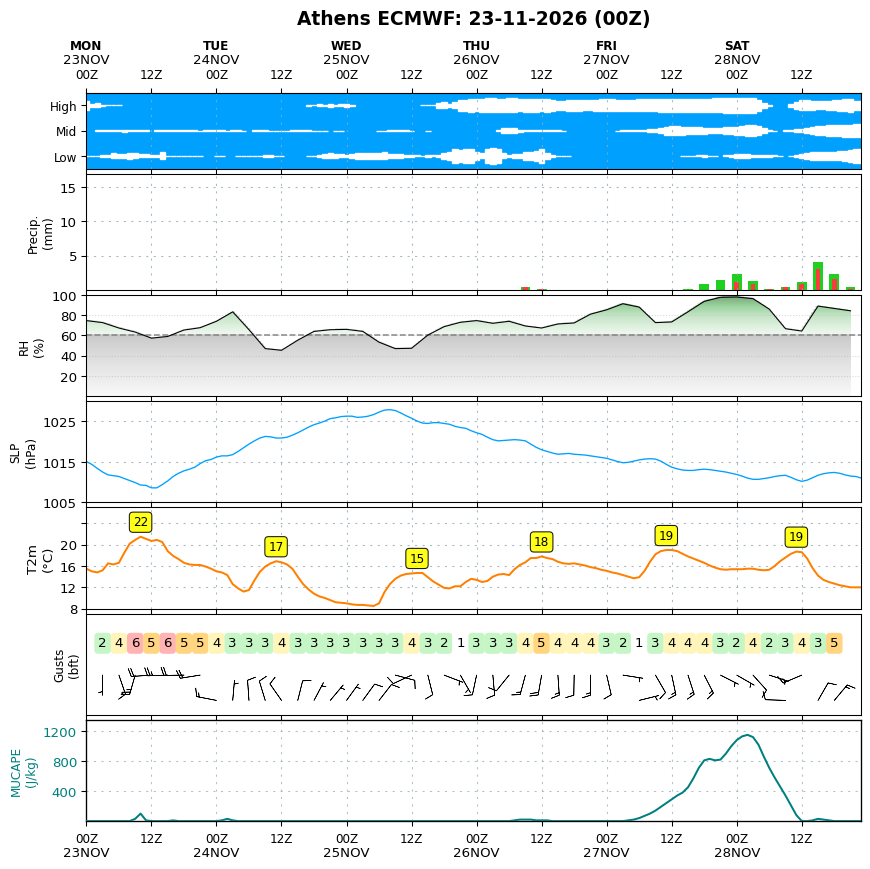 Athens ECMWF: 23-11-2026 (00Z)
MON TUE WED THU FRI SAT
23NOV 24NOV 25NOV 26NOV 27NOV 28NOV
00Z 12Z 00Z 12Z 00Z 12Z 00Z 12Z 00Z 12Z 00Z 12Z
High
Mid
Low
Precip.
(mm)
15
10
5
RH
(%)
100
80
60
40
20
SLP
(hPa)
1025
1015
1005
T2m
(°C)
20
16
12
8
22 17 15 18 19 19
Gusts
(bft)
2 4 6 5 6 5 5 4 3 3 3 4 3 3 3 3 3 3 3 4 3 2 1 3 3 3 4 5 4 4 4 3 2 1 3 4 4 4 3 2 4 2 3 4 3 5
MUCAPE
(J/kg)
1200
800
400
00Z 12Z 00Z 12Z 00Z 12Z 00Z 12Z 00Z 12Z 00Z 12Z
23NOV 24NOV 25NOV 26NOV 27NOV 28NOV